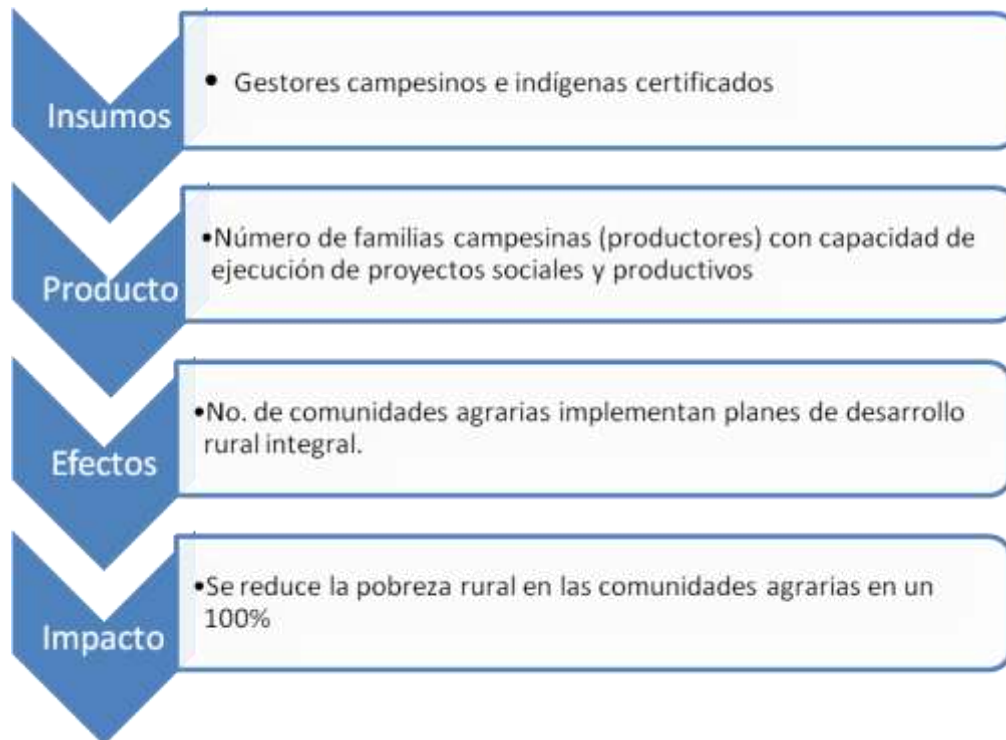 Insumos
• Gestores campesinos e indígenas certificados
Producto
•Número de familias campesinas (productores) con capacidad de
ejecución de proyectos sociales y productivos
Efectos
•No. de comunidades agrarias implementan planes de desarrollo
rural integral.
Impacto
•Se reduce la pobreza rural en las comunidades agrarias en un
100%